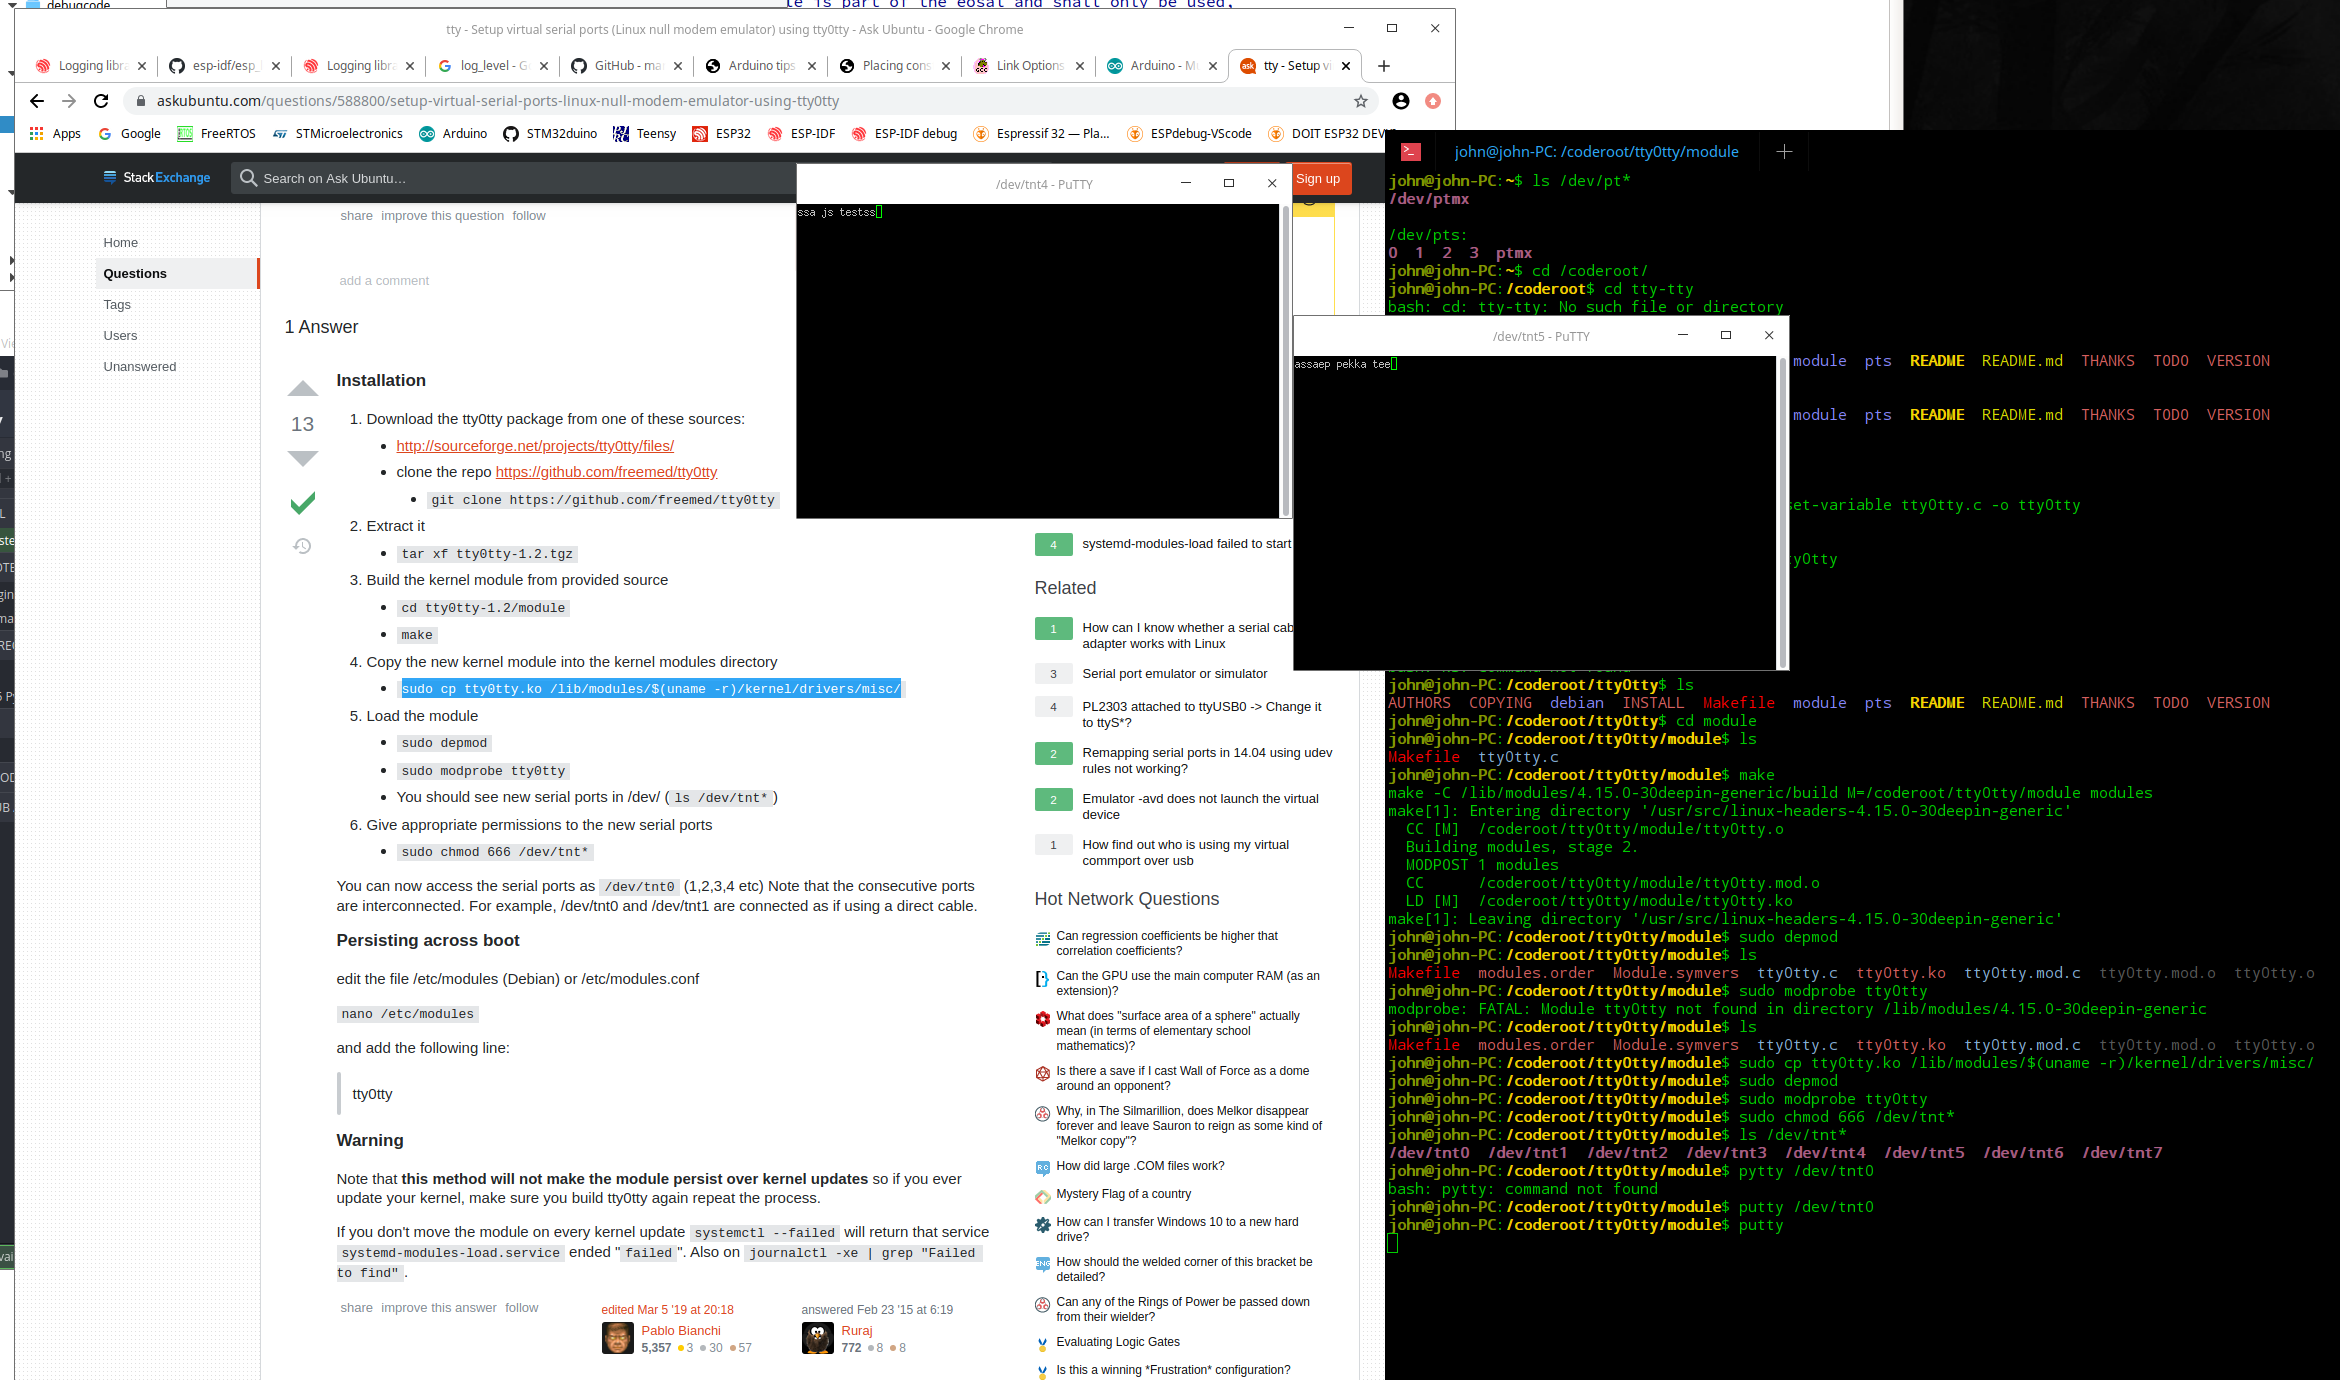 debugcode
le is part of the eosal and shall only be used,
tty - Setup virtual serial ports (Linux null modem emulator) using tty0tty - Ask Ubuntu - Google Chrome
Logging libra
esp-idf/esp_l
Logging libra
log_level - G
GitHub - ma
Arduino tips
Placing cons
Link Options
Arduino - M
tty - Setup vi
askubuntu.com/questions/588800/setup-virtual-serial-ports-linux-null-modem-emulator-using-tty0tty
Apps Google FreeRTOS STMicroelectronics Arduino STM32duino Teensy ESP32 ESP-IDF ESP-IDF debug Espressif 32 — Pla... ESPdebug-VScode DOIT ESP32 DEV
StackExchange
Search on Ask Ubuntu…
Sign up
Home
Questions
Tags
Users
Unanswered
share improve this question follow
add a comment
1 Answer
13
Installation
1. Download the tty0tty package from one of these sources:
• http://sourceforge.net/projects/tty0tty/files/
• clone the repo https://github.com/freemed/tty0tty
• git clone https://github.com/freemed/tty0tty
2. Extract it
• tar xf tty0tty-1.2.tgz
3. Build the kernel module from provided source
• cd tty0tty-1.2/module
• make
4. Copy the new kernel module into the kernel modules directory
• sudo cp tty0tty.ko /lib/modules/$(uname -r)/kernel/drivers/misc/
5. Load the module
• sudo depmod
• sudo modprobe tty0tty
• You should see new serial ports in /dev/ ( ls /dev/tnt* )
6. Give appropriate permissions to the new serial ports
• sudo chmod 666 /dev/tnt*
You can now access the serial ports as /dev/tnt0 (1,2,3,4 etc) Note that the consecutive ports
are interconnected. For example, /dev/tnt0 and /dev/tnt1 are connected as if using a direct cable.
Persisting across boot
edit the file /etc/modules (Debian) or /etc/modules.conf
nano /etc/modules
and add the following line:
tty0tty
Warning
Note that this method will not make the module persist over kernel updates so if you ever
update your kernel, make sure you build tty0tty again repeat the process.
If you don't move the module on every kernel update systemctl --failed will return that service
systemd-modules-load.service ended " failed ". Also on journalctl -xe | grep "Failed
to find" .
share improve this answer follow
edited Mar 5 '19 at 20:18
Pablo Bianchi
5,357 ●3 ●30 ●57
answered Feb 23 '15 at 6:19
Ruraj
772 ●8 ●8
4 systemd-modules-load failed to start
Related
1 How can I know whether a serial cab
adapter works with Linux
3 Serial port emulator or simulator
4 PL2303 attached to ttyUSB0 -> Change it
to ttyS*?
2 Remapping serial ports in 14.04 using udev
rules not working?
2 Emulator -avd does not launch the virtual
device
1 How find out who is using my virtual
commport over usb
Hot Network Questions
Can regression coefficients be higher that
correlation coefficients?
Can the GPU use the main computer RAM (as an
extension)?
What does "surface area of a sphere" actually
mean (in terms of elementary school
mathematics)?
Is there a save if I cast Wall of Force as a dome
around an opponent?
Why, in The Silmarillion, does Melkor disappear
forever and leave Sauron to reign as some kind of
"Melkor copy"?
How did large .COM files work?
Mystery Flag of a country
How can I transfer Windows 10 to a new hard
drive?
How should the welded corner of this bracket be
detailed?
Can any of the Rings of Power be passed down
from their wielder?
Evaluating Logic Gates
Is this a winning *Frustration* configuration?
/dev/tnt4 - PuTTY
ssa js testss
/dev/tnt5 - PuTTY
assaep pekka tee
john@john-PC: /coderoot/tty0tty/module
john@john-PC:~$ ls /dev/pt*
/dev/ptmx
/dev/pts:
0 1 2 3 ptmx
john@john-PC:~$ cd /coderoot/
john@john-PC:/coderoot$ cd tty-tty
bash: cd: tty-tty: No such file or directory
module pts README README.md THANKS TODO VERSION
module pts README README.md THANKS TODO VERSION
set-variable tty0tty.c -o tty0tty
ty0tty
john@john-PC:/coderoot/tty0tty$ ls
AUTHORS COPYING debian INSTALL Makefile module pts README README.md THANKS TODO VERSION
john@john-PC:/coderoot/tty0tty$ cd module
john@john-PC:/coderoot/tty0tty/module$ ls
Makefile tty0tty.c
john@john-PC:/coderoot/tty0tty/module$ make
make -C /lib/modules/4.15.0-30deepin-generic/build M=/coderoot/tty0tty/module modules
make[1]: Entering directory '/usr/src/linux-headers-4.15.0-30deepin-generic'
CC [M] /coderoot/tty0tty/module/tty0tty.o
Building modules, stage 2.
MODPOST 1 modules
CC /coderoot/tty0tty/module/tty0tty.mod.o
LD [M] /coderoot/tty0tty/module/tty0tty.ko
make[1]: Leaving directory '/usr/src/linux-headers-4.15.0-30deepin-generic'
john@john-PC:/coderoot/tty0tty/module$ sudo depmod
john@john-PC:/coderoot/tty0tty/module$ ls
Makefile modules.order Module.symvers tty0tty.c tty0tty.ko tty0tty.mod.c tty0tty.mod.o tty0tty.o
john@john-PC:/coderoot/tty0tty/module$ sudo modprobe tty0tty
modprobe: FATAL: Module tty0tty not found in directory /lib/modules/4.15.0-30deepin-generic
john@john-PC:/coderoot/tty0tty/module$ ls
Makefile modules.order Module.symvers tty0tty.c tty0tty.ko tty0tty.mod.c tty0tty.mod.o tty0tty.o
john@john-PC:/coderoot/tty0tty/module$ sudo cp tty0tty.ko /lib/modules/$(uname -r)/kernel/drivers/misc/
john@john-PC:/coderoot/tty0tty/module$ sudo depmod
john@john-PC:/coderoot/tty0tty/module$ sudo modprobe tty0tty
john@john-PC:/coderoot/tty0tty/module$ sudo chmod 666 /dev/tnt*
john@john-PC:/coderoot/tty0tty/module$ ls /dev/tnt*
/dev/tnt0 /dev/tnt1 /dev/tnt2 /dev/tnt3 /dev/tnt4 /dev/tnt5 /dev/tnt6 /dev/tnt7
john@john-PC:/coderoot/tty0tty/module$ pytty /dev/tnt0
bash: pytty: command not found
john@john-PC:/coderoot/tty0tty/module$ putty /dev/tnt0
john@john-PC:/coderoot/tty0tty/module$ putty